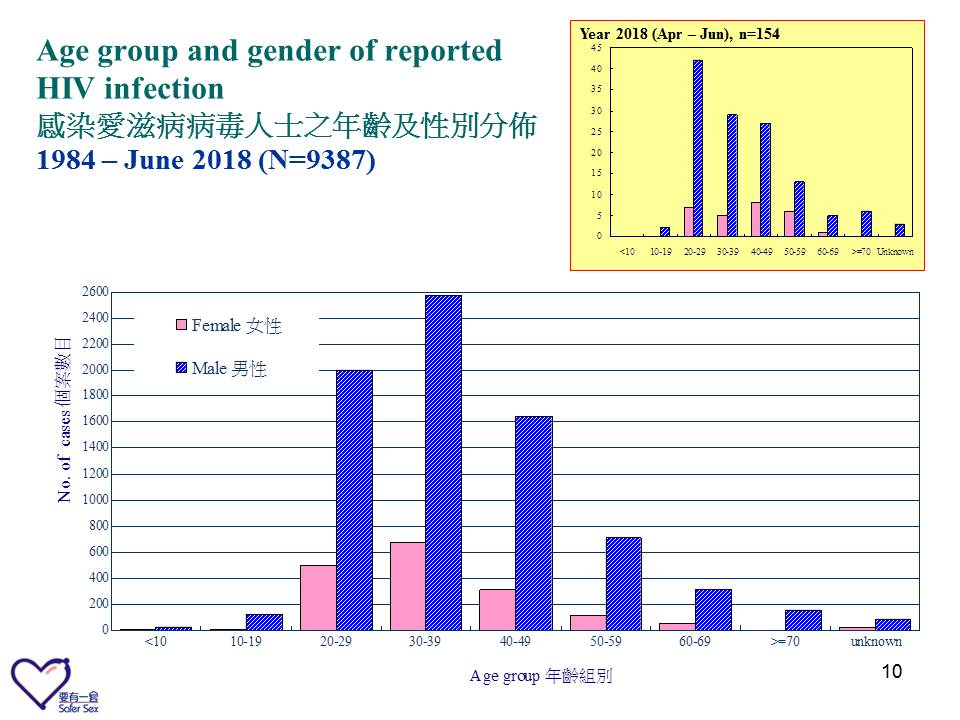 Age group and gender of reported
HIV infection
感染愛滋病病毒人士之年齡及性別分佈
1984 – June 2018 (N=9387)
Year 2018 (Apr – Jun), n=154
45
40
35
30
25
20
15
10
5
0
<10 10-19 20-29 30-39 40-49 50-59 60-69 >=70 Unknown
No. of cases 個案數目
2600
2400
2200
2000
1800
1600
1400
1200
1000
800
600
400
200
0
Female 女性
Male 男性
<10 10-19 20-29 30-39 40-49 50-59 60-69 >=70 unknown
Age group 年齡組別
要有一套
Safer Sex
10